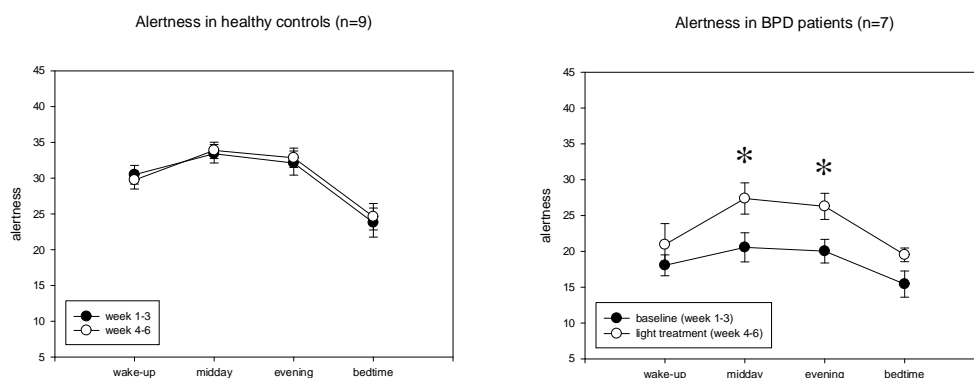 Alertness in healthy controls (n=9)
45
40
35
30
25
20
15
10
5
alertness
week 1-3
week 4-6
wake-up midday evening bedtime
Alertness in BPD patients (n=7)
45
40
35
30
25
20
15
10
5
alertness
* *
baseline (week 1-3)
light treatment (week 4-6)
wake-up midday evening bedtime